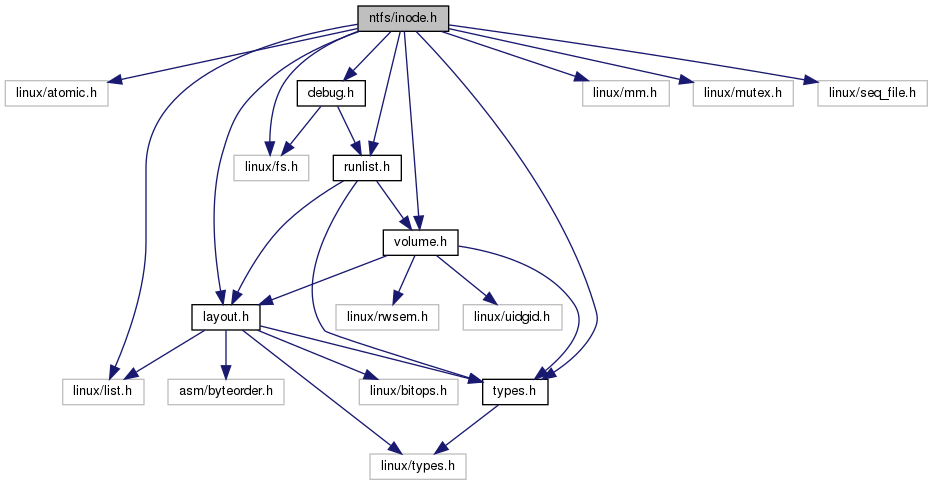 ntfs/inode.h
linux/atomic.h
debug.h
linux/mm.h
linux/mutex.h
linux/seq_file.h
linux/fs.h
runlist.h
volume.h
layout.h
linux/rwsem.h
linux/uidgid.h
linux/list.h
asm/byteorder.h
linux/bitops.h
types.h
linux/types.h